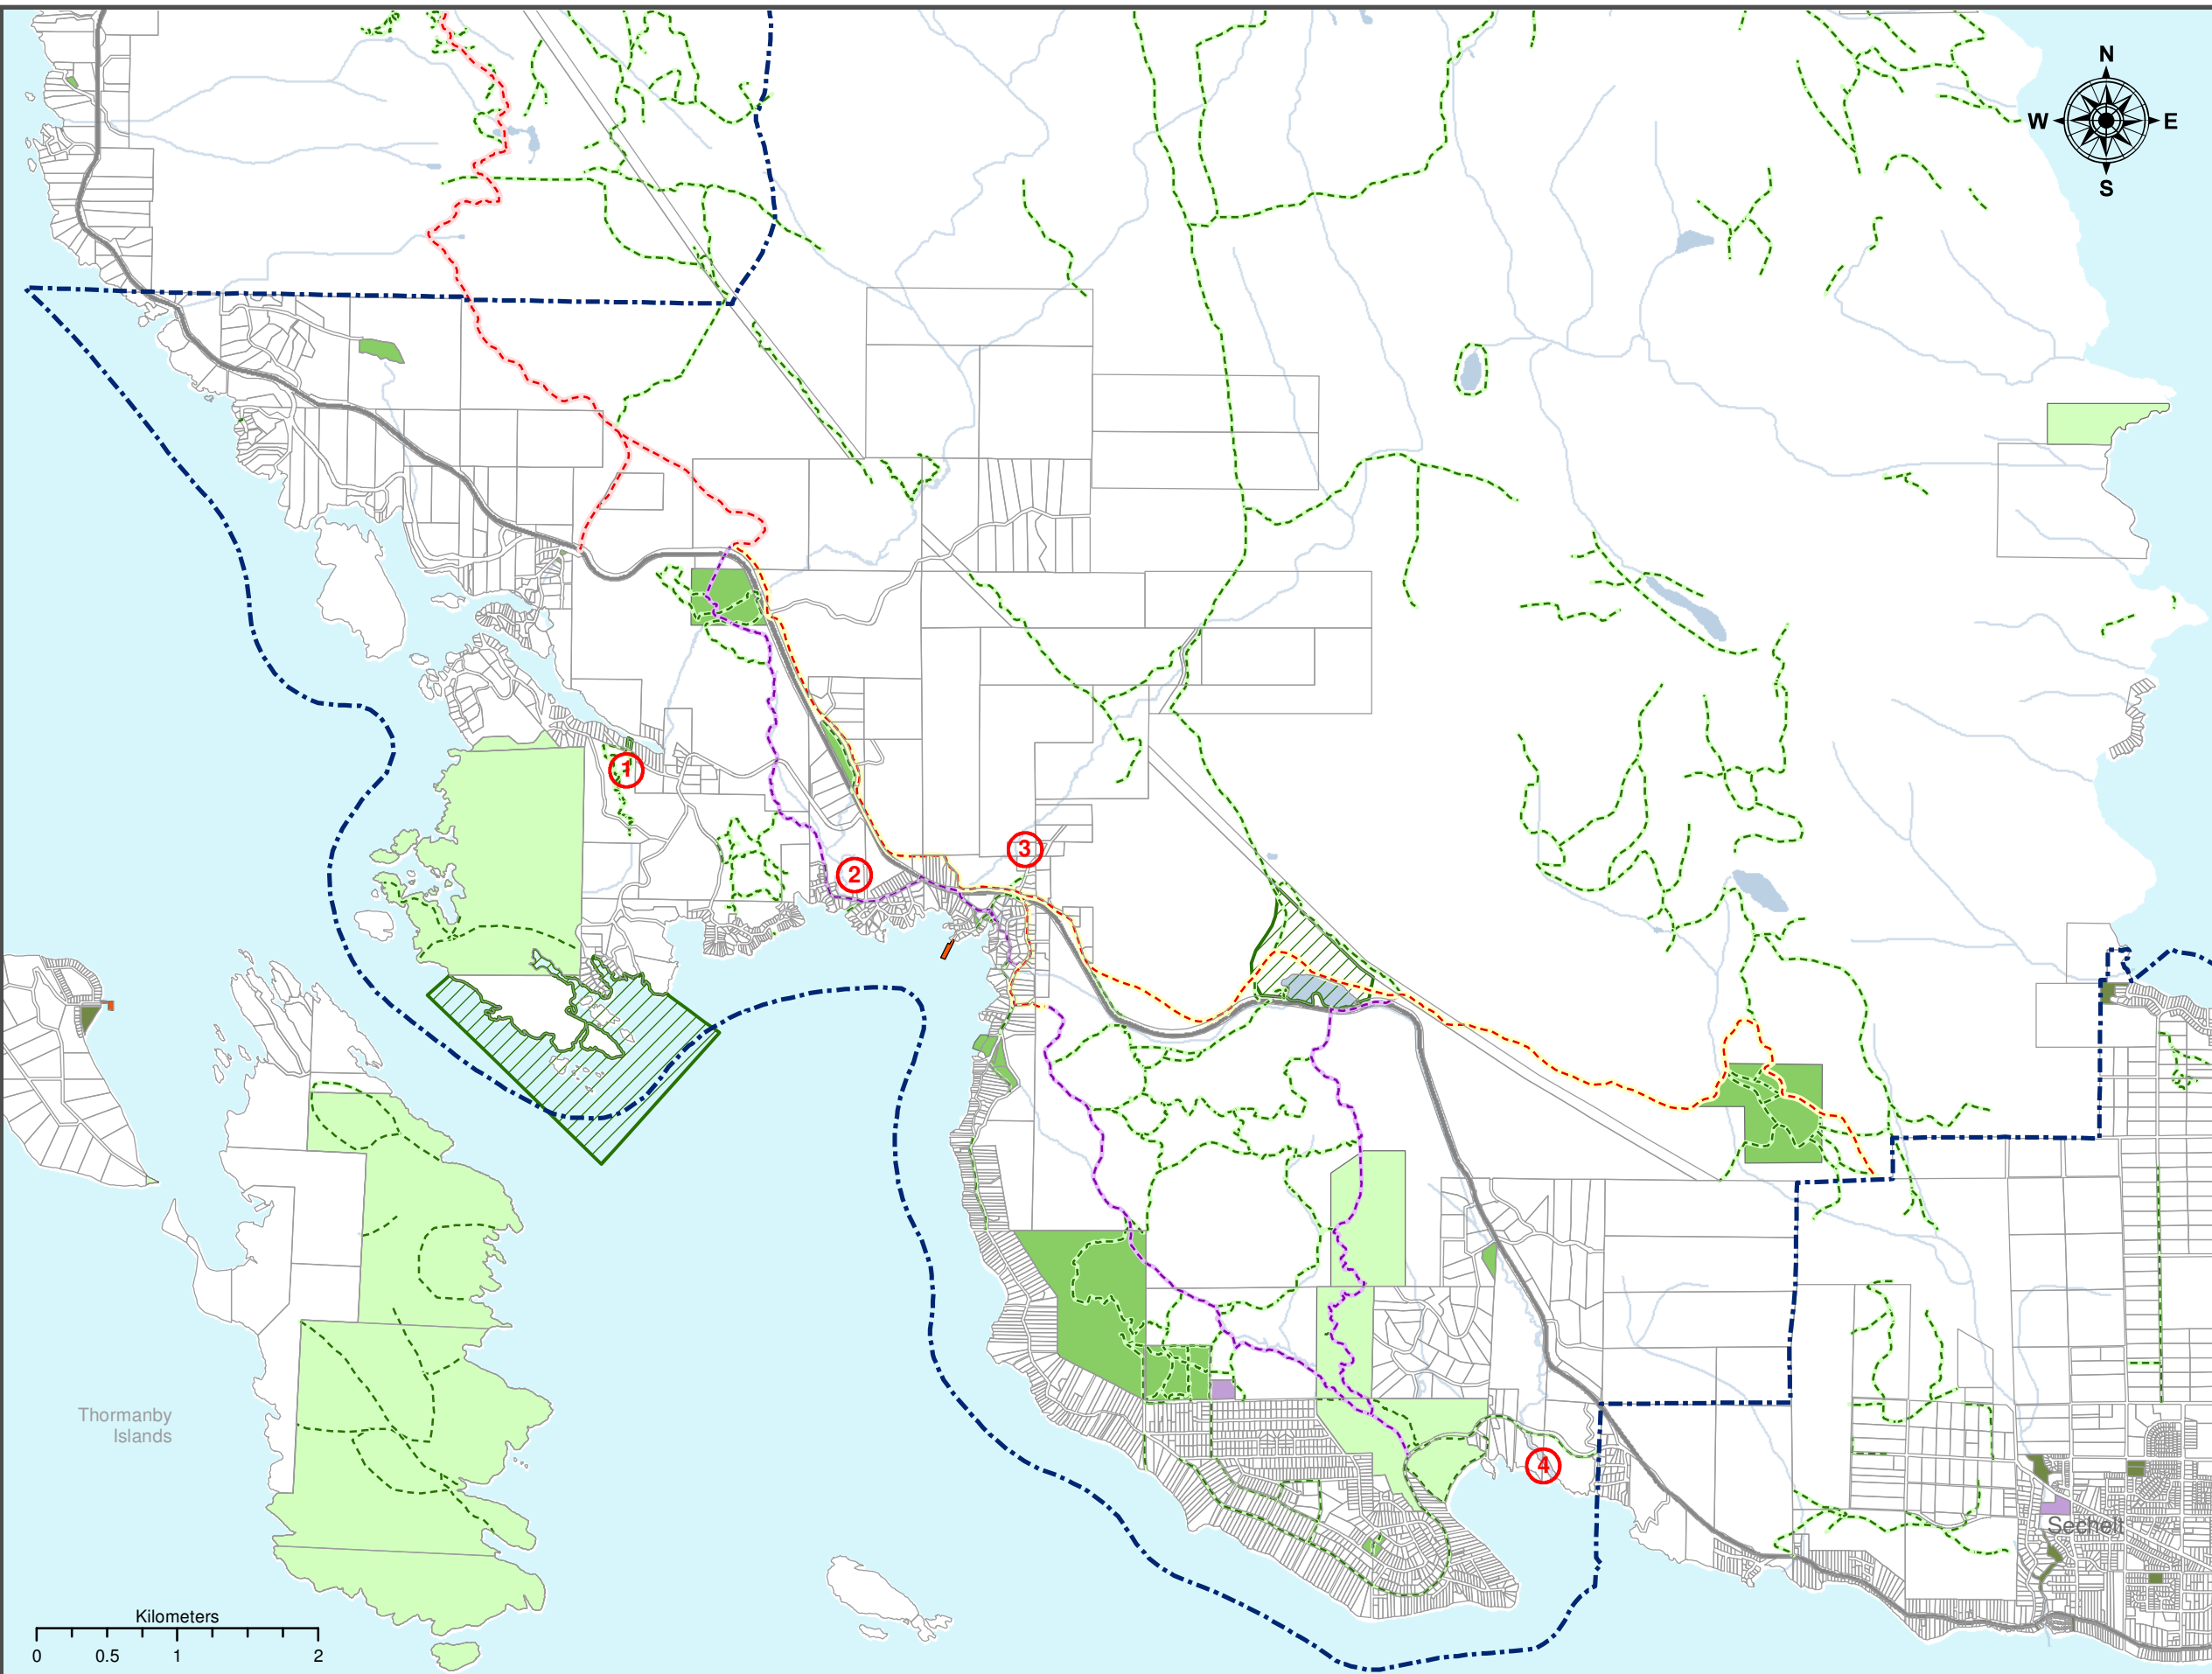 N
W E
S
1
3
2
4
Thormanby
Islands
Sechelt
Kilometers
0 0.5 1 2